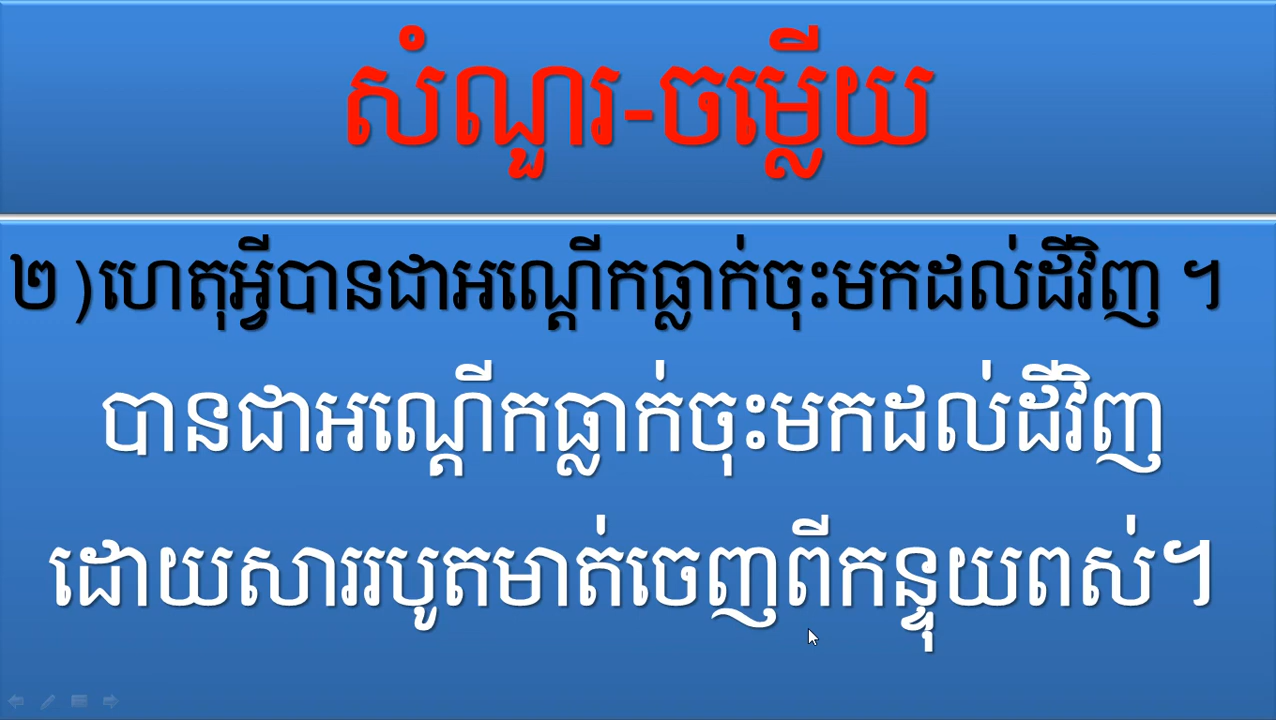 សំណួរ-ចម្លើយ
២ )ហេតុអ្វីបានជាអណ្តើកធ្លាក់ចុះមកដល់ដីវិញ ។
បានជាអណ្តើកធ្លាក់ចុះមកដល់ដីវិញ
ដោយសាររបូតមាត់ចេញពីកន្ទុយពស់។